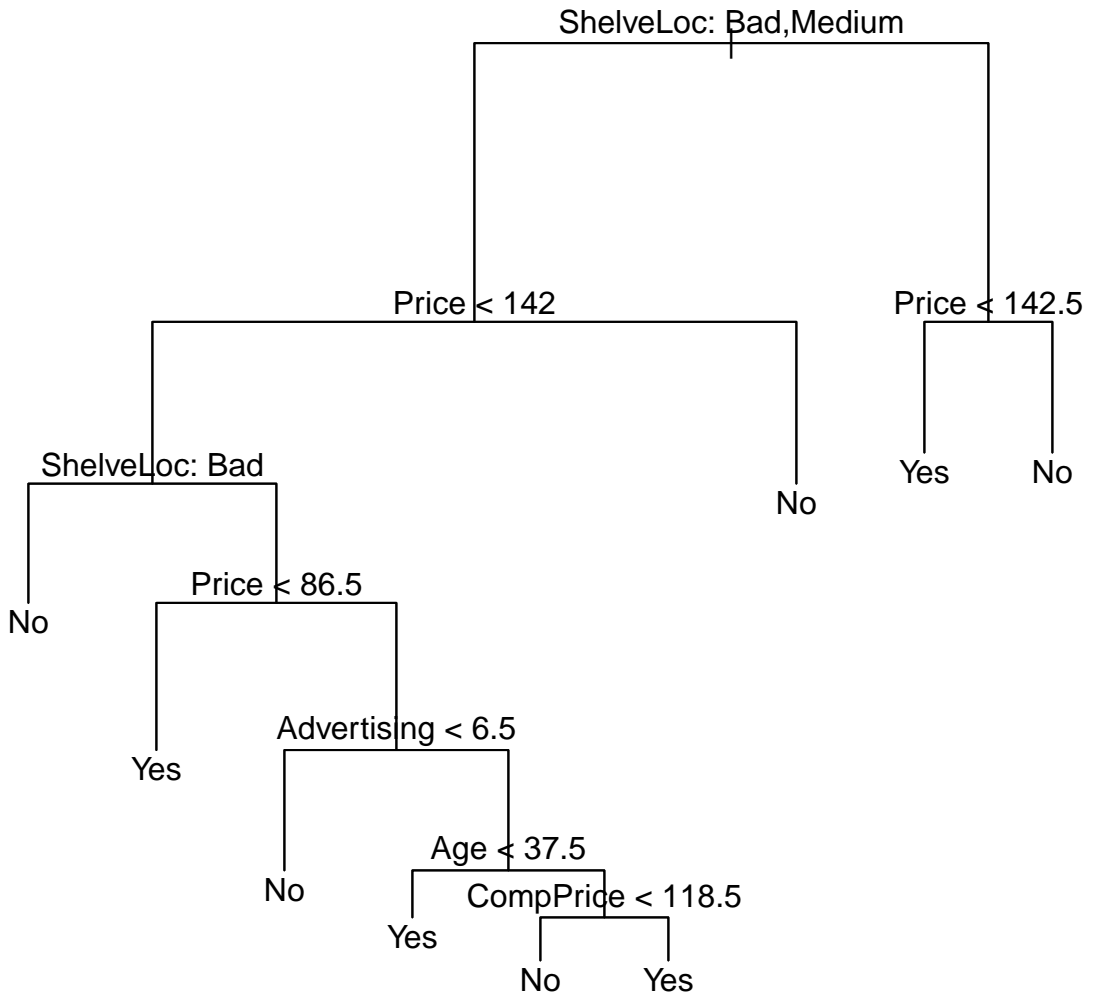 ShelveLoc: Bad,Medium
Price < 142
Price < 142.5
ShelveLoc: Bad
Yes
No
No
Price < 86.5
No
Advertising < 6.5
Yes
Age < 37.5
No
CompPrice < 118.5
Yes
No
Yes